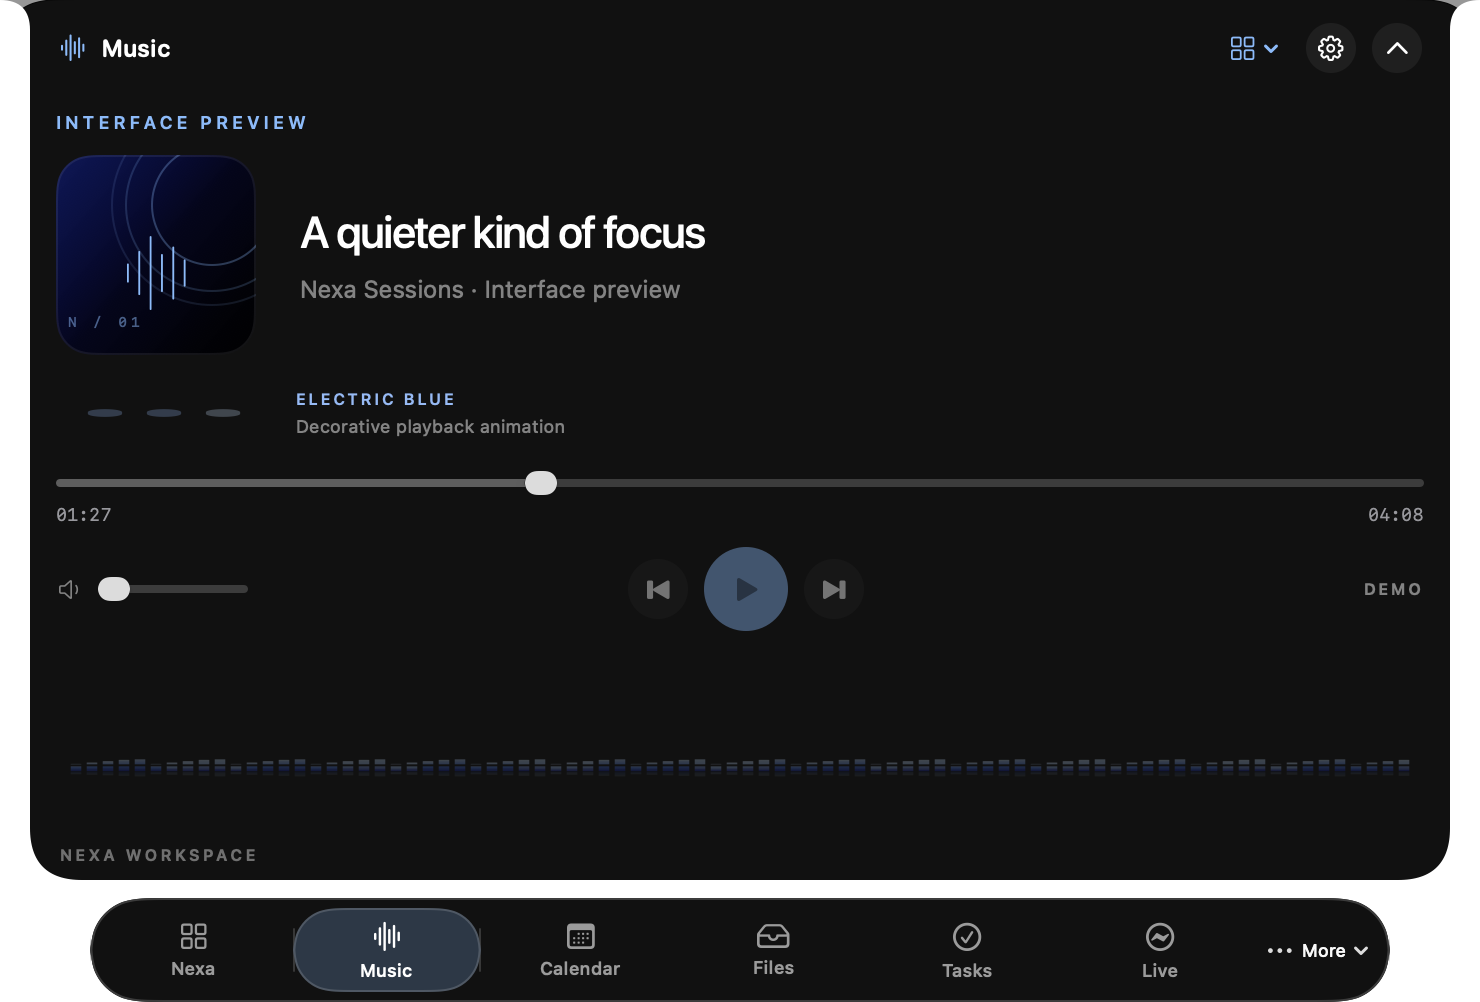 Music
INTERFACE PREVIEW
N / 01
A quieter kind of focus
Nexa Sessions · Interface preview
ELECTRIC BLUE
Decorative playback animation
01:27
04:08
DEMO
NEXA WORKSPACE
Nexa
Music
Calendar
Files
Tasks
Live
More